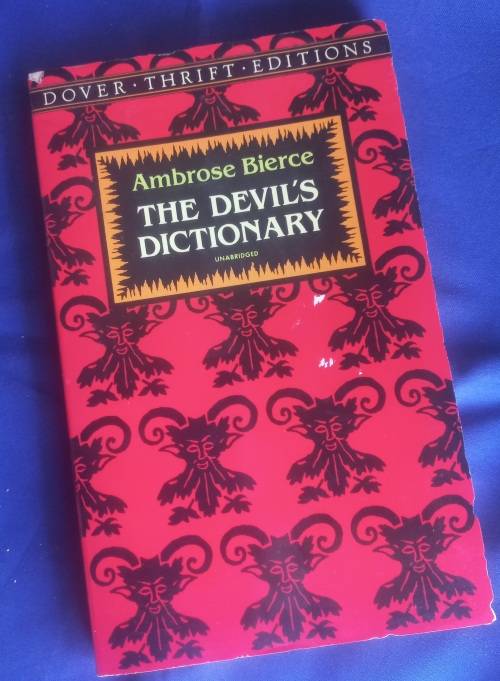 DOVER · THRIFT · EDITIONS
Ambrose Bierce
THE DEVIL'S
DICTIONARY
UNABRIDGED